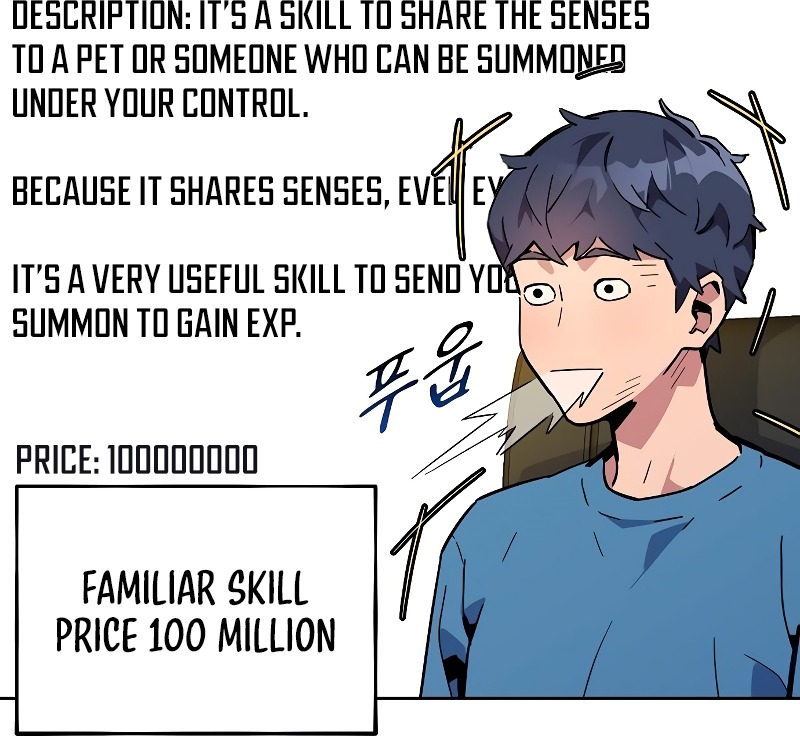 DESCRIPTION: IT'S A SKILL TO SHARE THE SENSES
TO A PET OR SOMEONE WHO CAN BE SUMMONED
UNDER YOUR CONTROL.
BECAUSE IT SHARES SENSES,
IT'S A VERY USEFUL SKILL TO SEND
SUMMON TO GAIN EXP.
푸웁
PRICE: 100000000
FAMILIAR SKILL
PRICE 100 MILLION